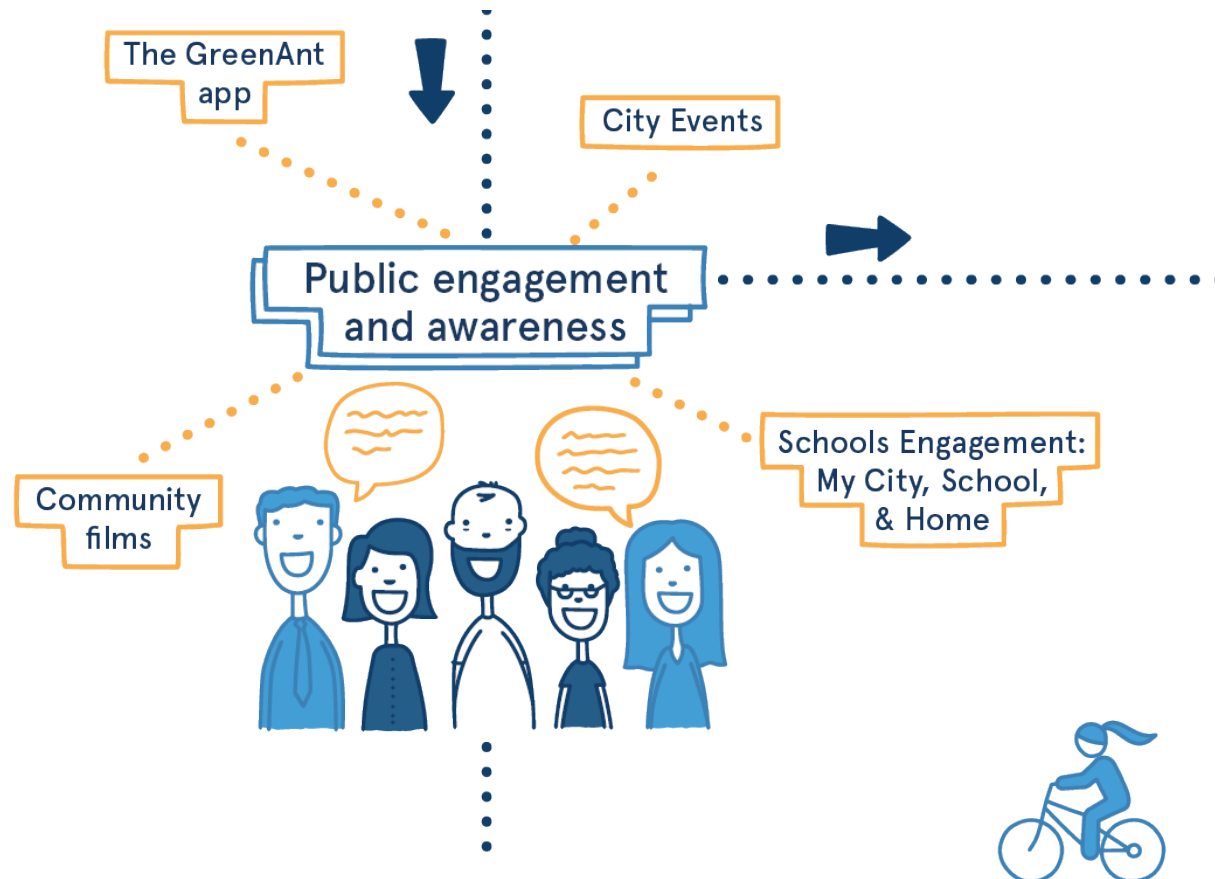 The GreenAnt
app
City Events
Public engagement
and awareness
Community
films
Schools Engagement:
My City, School,
& Home